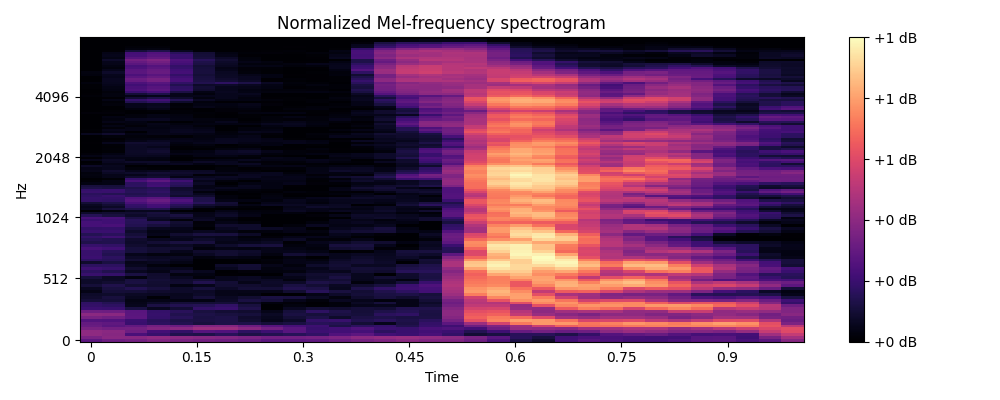 Normalized Mel-frequency spectrogram
Hz
4096
2048
1024
512
0
0 0.15 0.3 0.45 0.6 0.75 0.9
Time
+1 dB
+1 dB
+1 dB
+0 dB
+0 dB
+0 dB